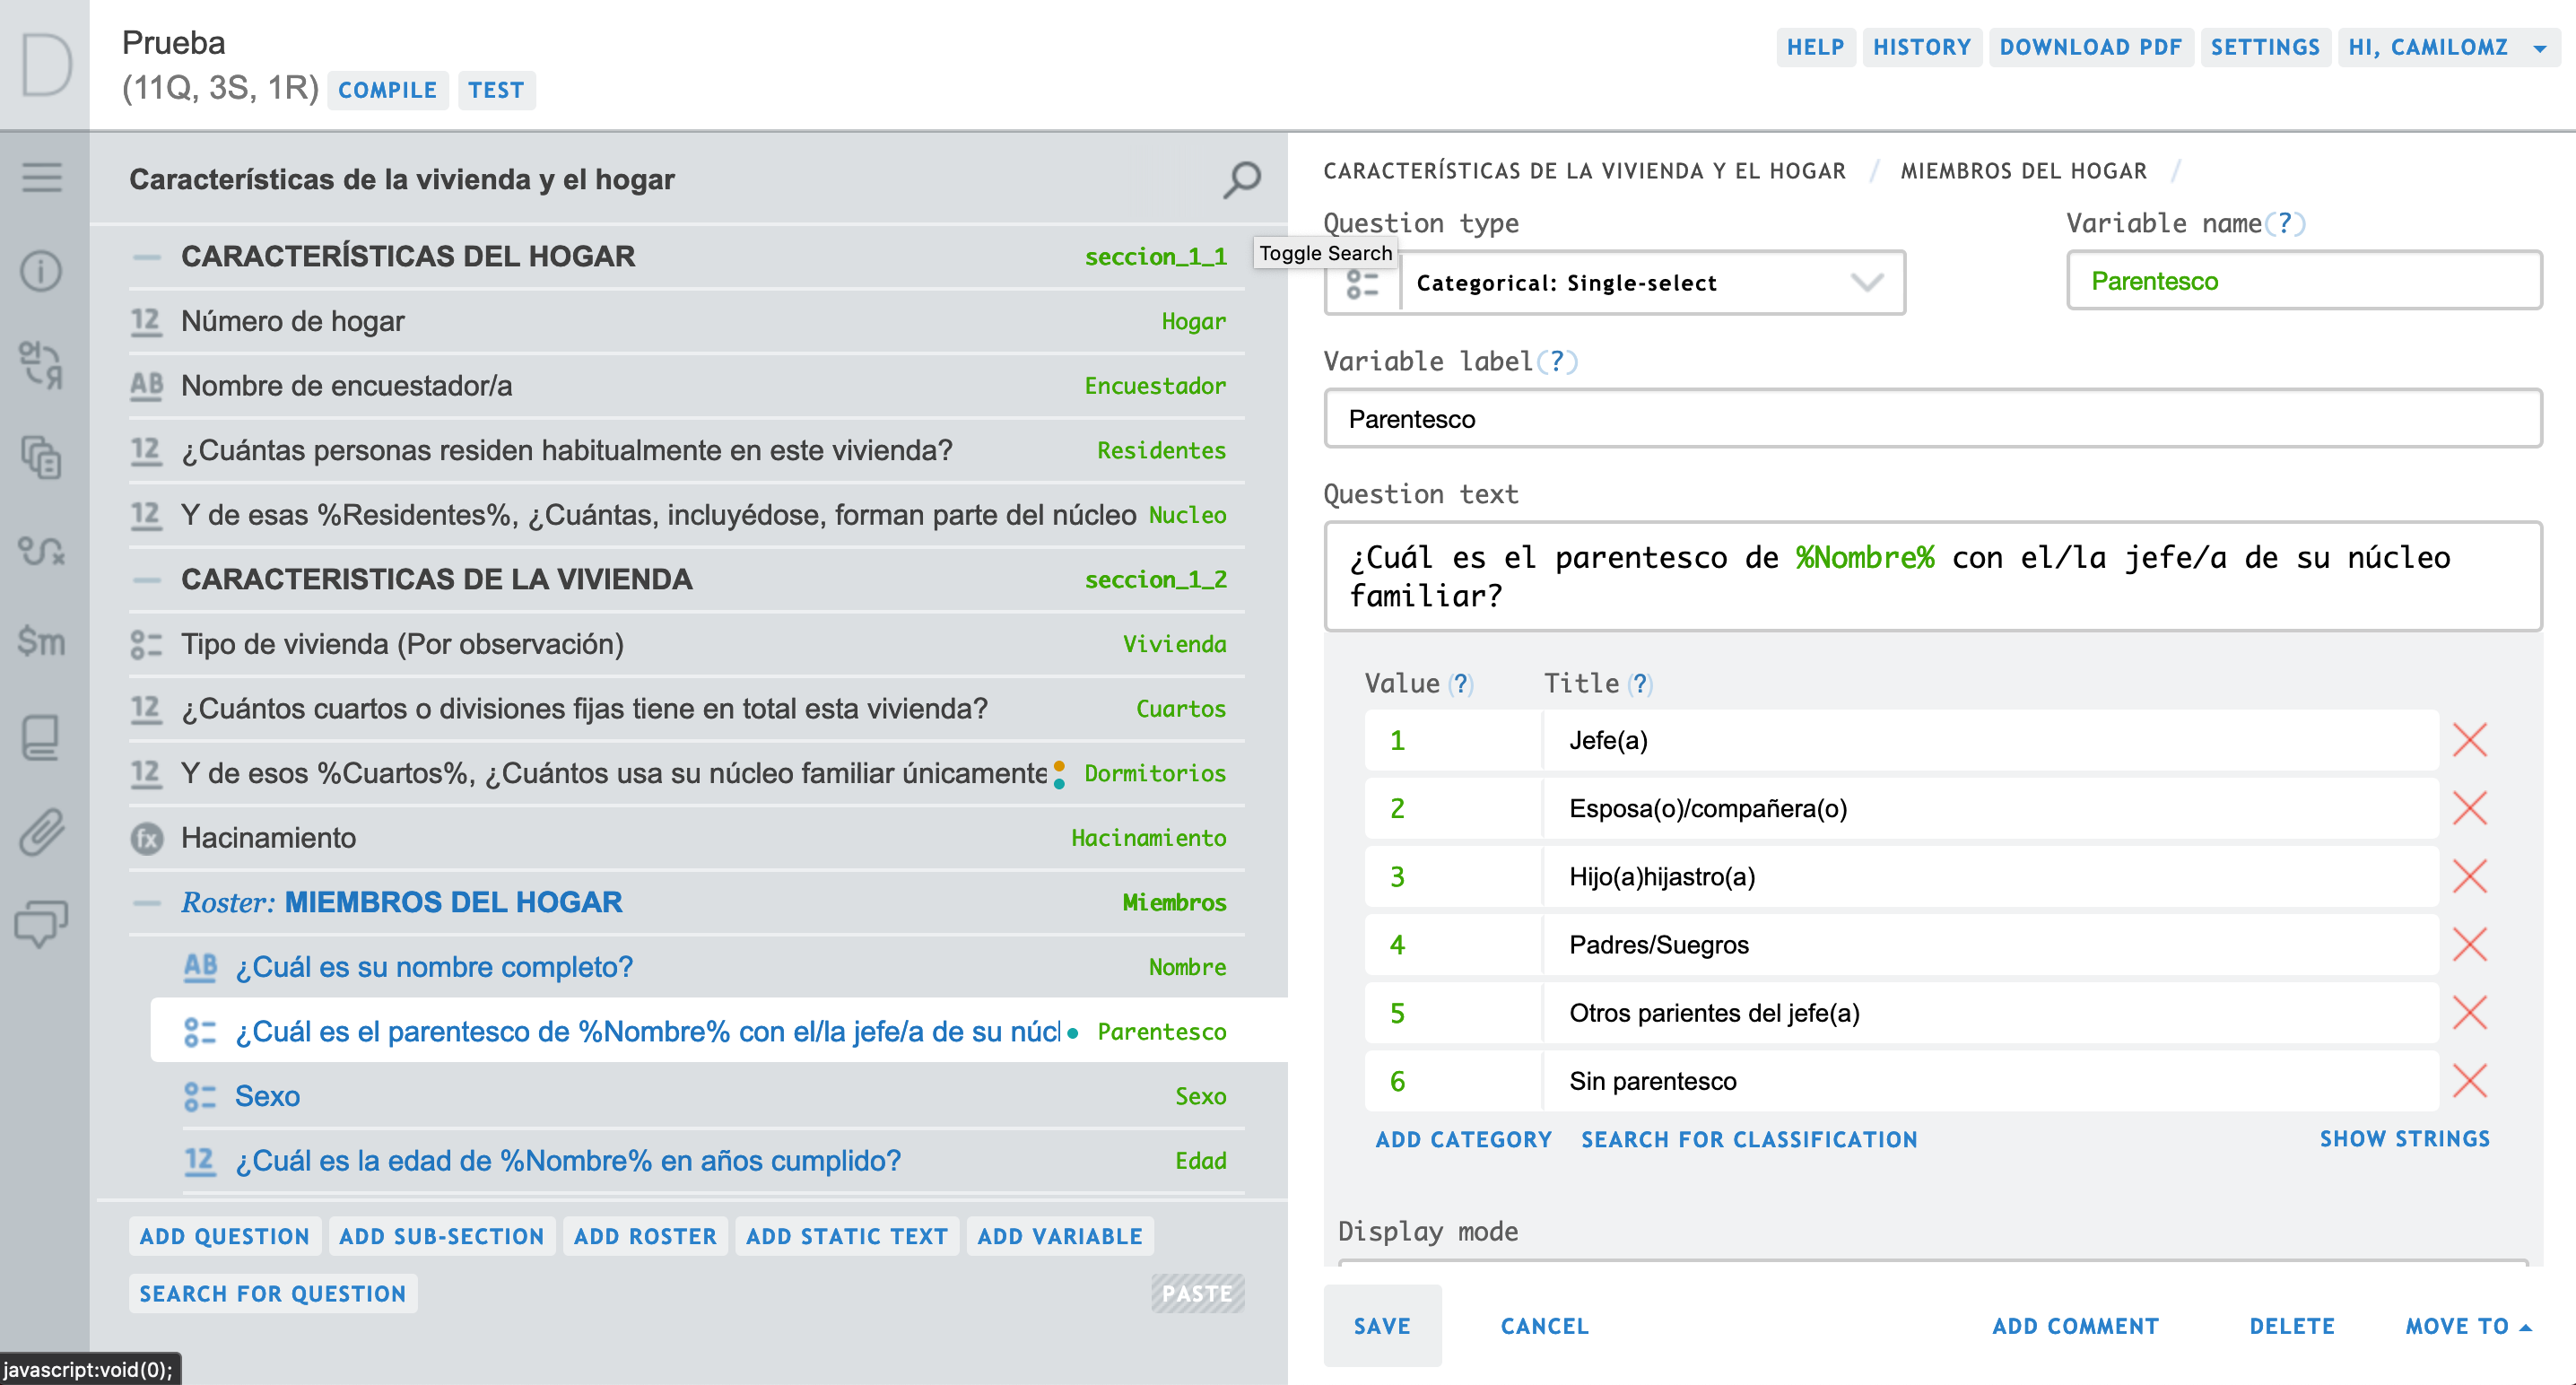 D
Prueba
(11Q, 3S, 1R) COMPILE TEST
HELP HISTORY DOWNLOAD PDF SETTINGS HI, CAMILOMZ
Características de la vivienda y el hogar
Toggle Search
CARACTERÍSTICAS DEL HOGAR seccion_1_1
12 Número de hogar Hogar
AB Nombre de encuestador/a Encuestador
12 ¿Cuántas personas residen habitualmente en este vivienda? Residentes
12 Y de esas %Residentes%, ¿Cuántas, incluyédose, forman parte del núcleo Nucleo
CARACTERISTICAS DE LA VIVIENDA seccion_1_2
Tipo de vivienda (Por observación) Vivienda
12 ¿Cuántos cuartos o divisiones fijas tiene en total esta vivienda? Cuartos
12 Y de esos %Cuartos%, ¿Cuántos usa su núcleo familiar únicamente Dormitorios
fx Hacinamiento Hacinamiento
Roster: MIEMBROS DEL HOGAR Miembros
AB ¿Cuál es su nombre completo? Nombre
¿Cuál es el parentesco de %Nombre% con el/la jefe/a de su núcl Parentesco
Sexo Sexo
12 ¿Cuál es la edad de %Nombre% en años cumplido? Edad
ADD QUESTION ADD SUB-SECTION ADD ROSTER ADD STATIC TEXT ADD VARIABLE
SEARCH FOR QUESTION PASTE
$m
javascript:void(0);
CARACTERÍSTICAS DE LA VIVIENDA Y EL HOGAR / MIEMBROS DEL HOGAR /
Question type Variable name(?)
Categorical: Single-select Parentesco
Variable label(?)
Parentesco
Question text
¿Cuál es el parentesco de %Nombre% con el/la jefe/a de su núcleo
familiar?
Value (?) Title (?)
1 Jefe(a)
2 Esposa(o)/compañera(o)
3 Hijo(a)hijastro(a)
4 Padres/Suegros
5 Otros parientes del jefe(a)
6 Sin parentesco
ADD CATEGORY SEARCH FOR CLASSIFICATION SHOW STRINGS
Display mode
SAVE CANCEL ADD COMMENT DELETE MOVE TO